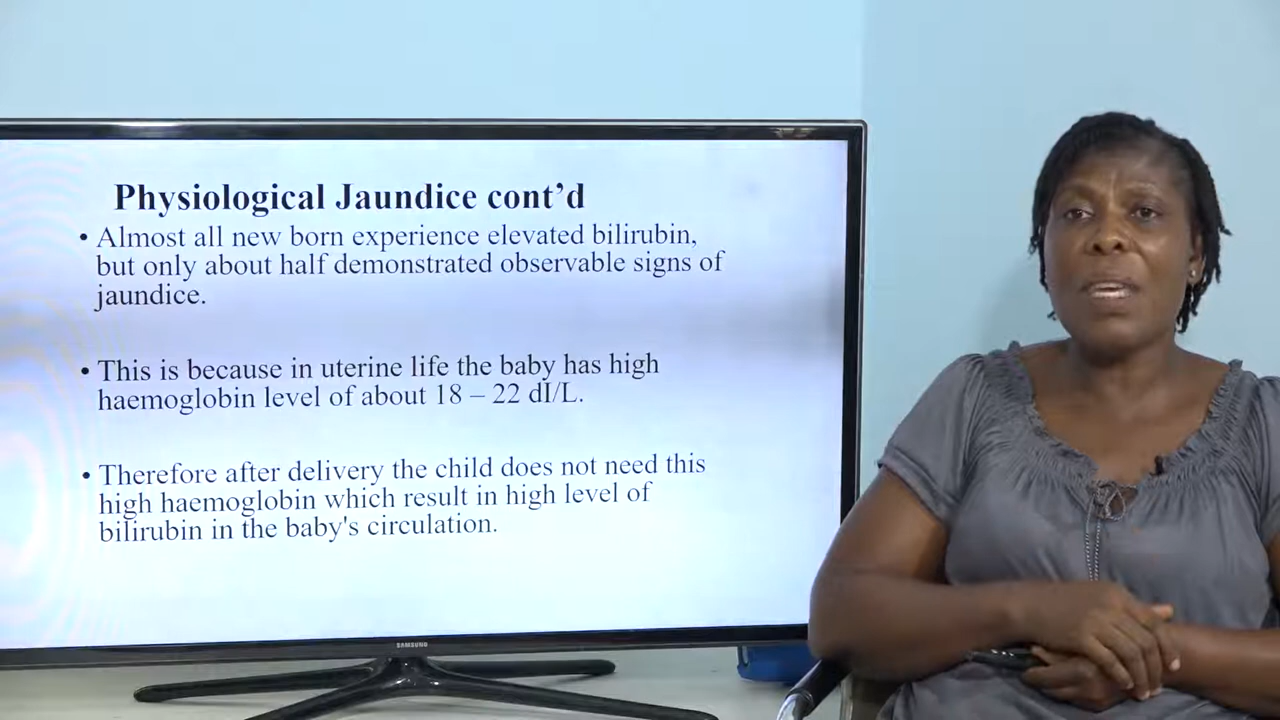 Physiological Jaundice cont’d
• Almost all new born experience elevated bilirubin,
but only about half demonstrated observable signs of
jaundice.
• This is because in uterine life the baby has high
haemoglobin level of about 18 – 22 dI/L.
• Therefore after delivery the child does not need this
high haemoglobin which result in high level of
bilirubin in the baby's circulation.
SAMSUNG